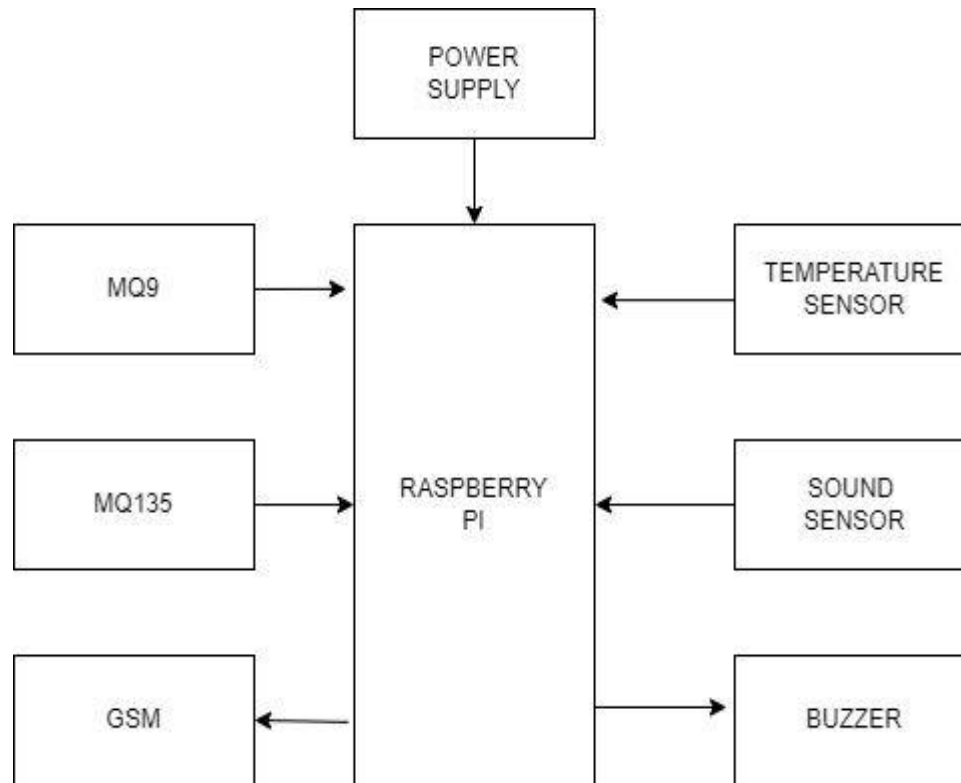 POWER
SUPPLY
MQ9
TEMPERATURE
SENSOR
MQ135
RASPBERRY
PI
SOUND
SENSOR
GSM
BUZZER